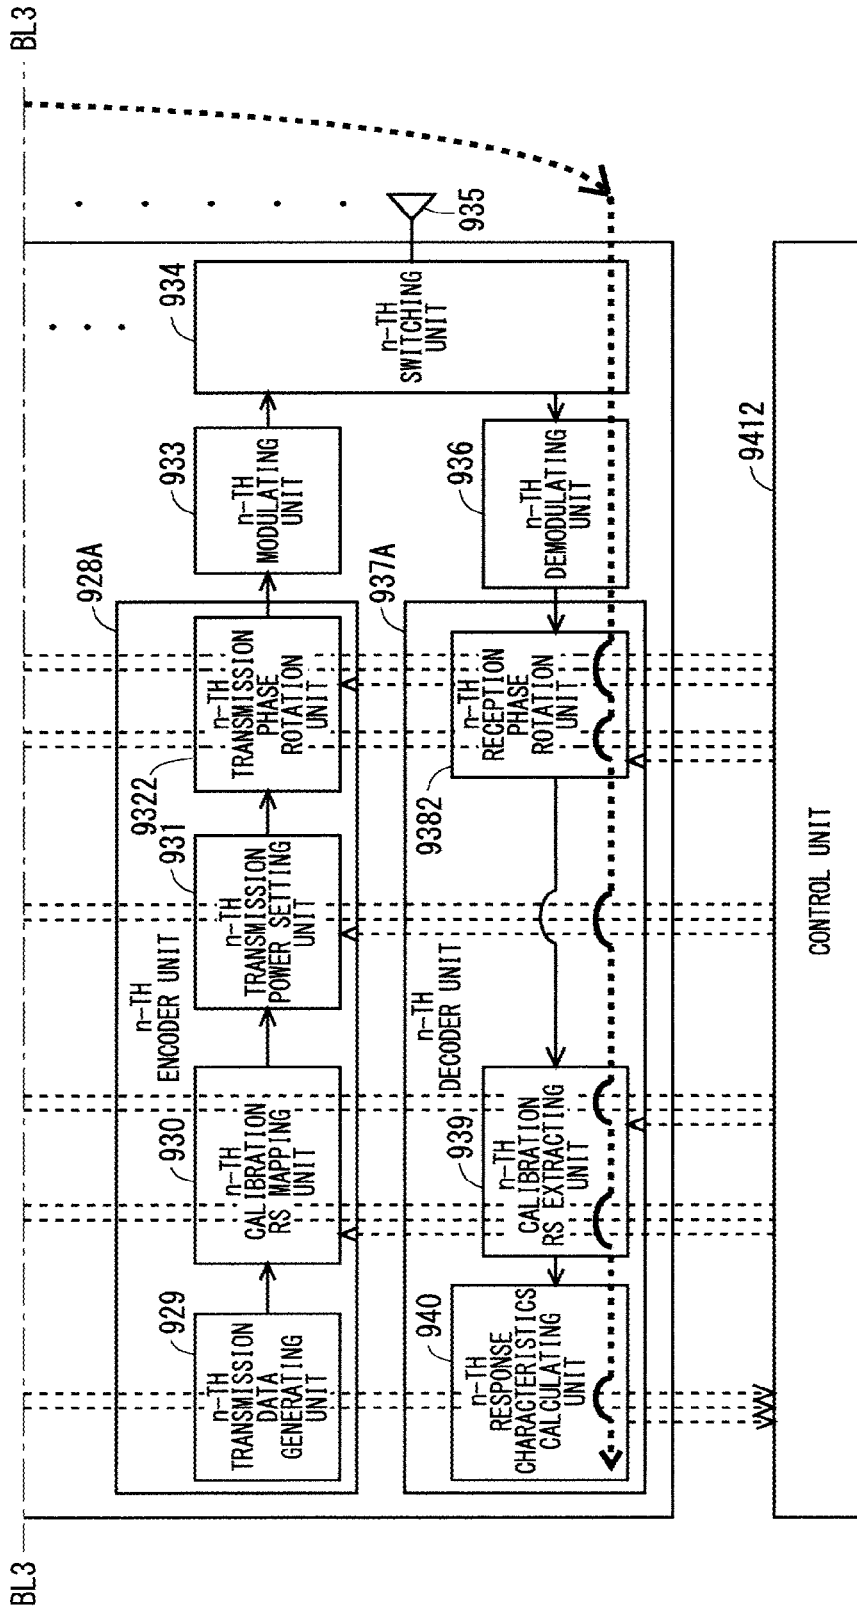 BL3
BL3
928A
n-TH
ENCODER UNIT
929
n-TH
TRANSMISSION
DATA
GENERATING
UNIT
930
n-TH
CALIBRATION
RS MAPPING
UNIT
931
n-TH
TRANSMISSION
POWER SETTING
UNIT
9322
n-TH
TRANSMISSION
PHASE
ROTATION
UNIT
933
n-TH
MODULATING
UNIT
934
n-TH
SWITCHING
UNIT
935
937A
n-TH
DECODER UNIT
940
n-TH
RESPONSE
CHARACTERISTICS
CALCULATING
UNIT
939
n-TH
CALIBRATION
RS EXTRACTING
UNIT
9382
n-TH
RECEPTION
PHASE
ROTATION
UNIT
936
n-TH
DEMODULATING
UNIT
9412
CONTROL UNIT